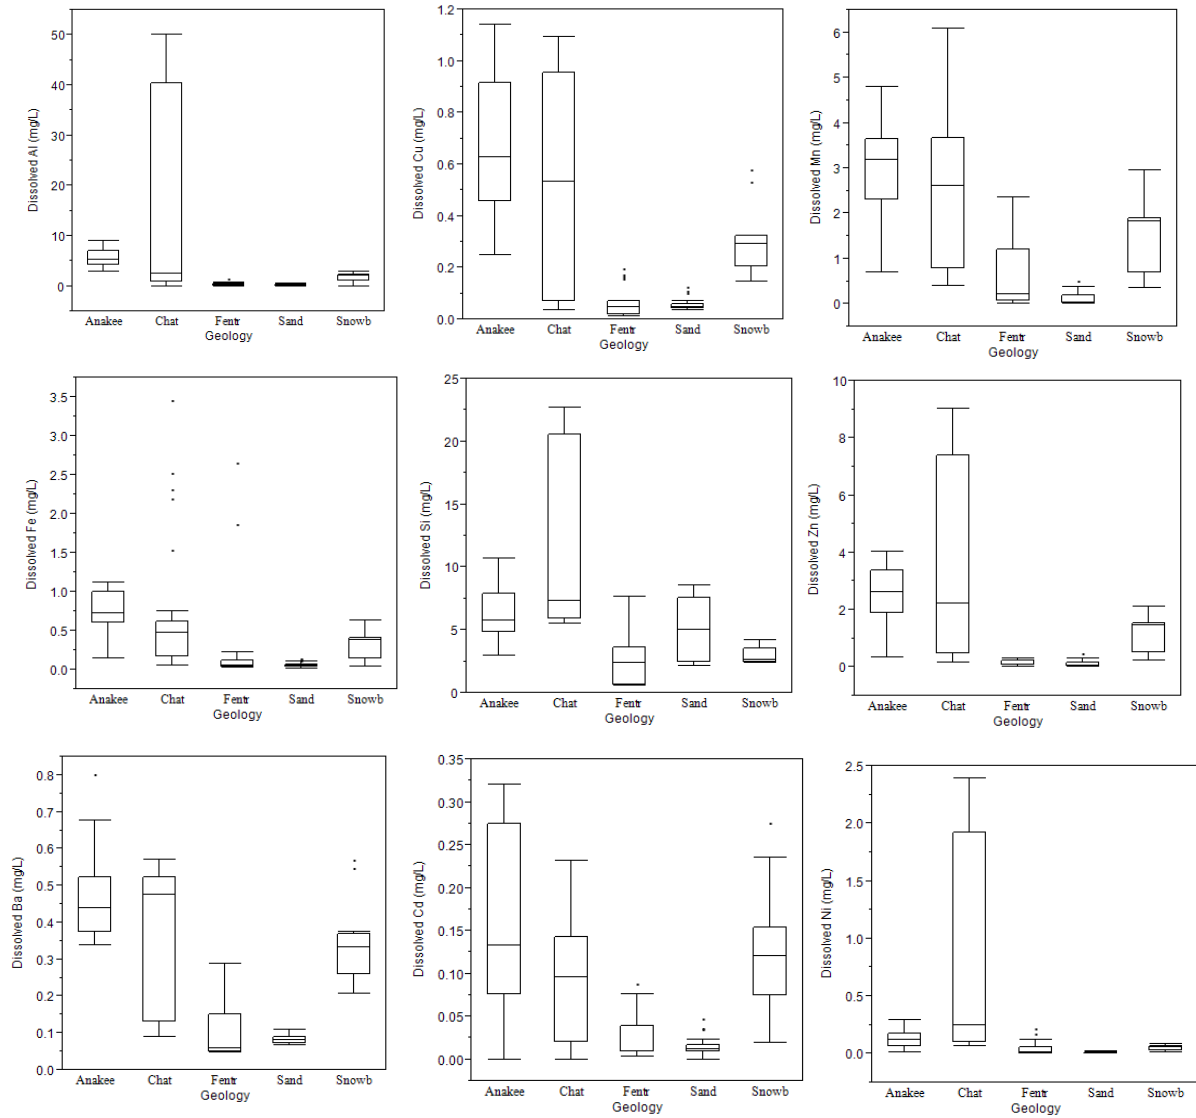 Dissolved Al (mg/L)
50
40
30
20
10
0
Anakee Chat Fentr Sand Snowb
Geology
Dissolved Cu (mg/L)
1.2
1.0
0.8
0.6
0.4
0.2
0.0
Anakee Chat Fentr Sand Snowb
Geology
Dissolved Mn (mg/L)
6
5
4
3
2
1
0
Anakee Chat Fentr Sand Snowb
Geology
Dissolved Fe (mg/L)
3.5
3.0
2.5
2.0
1.5
1.0
0.5
0.0
Anakee Chat Fentr Sand Snowb
Geology
Dissolved Si (mg/L)
25
20
15
10
5
0
Anakee Chat Fentr Sand Snowb
Geology
Dissolved Zn (mg/L)
10
8
6
4
2
0
Anakee Chat Fentr Sand Snowb
Geology
Dissolved Ba (mg/L)
0.8
0.7
0.6
0.5
0.4
0.3
0.2
0.1
0.0
Anakee Chat Fentr Sand Snowb
Geology
Dissolved Cd (mg/L)
0.35
0.30
0.25
0.20
0.15
0.10
0.05
0.00
Anakee Chat Fentr Sand Snowb
Geology
Dissolved Ni (mg/L)
2.5
2.0
1.5
1.0
0.5
0.0
Anakee Chat Fentr Sand Snowb
Geology